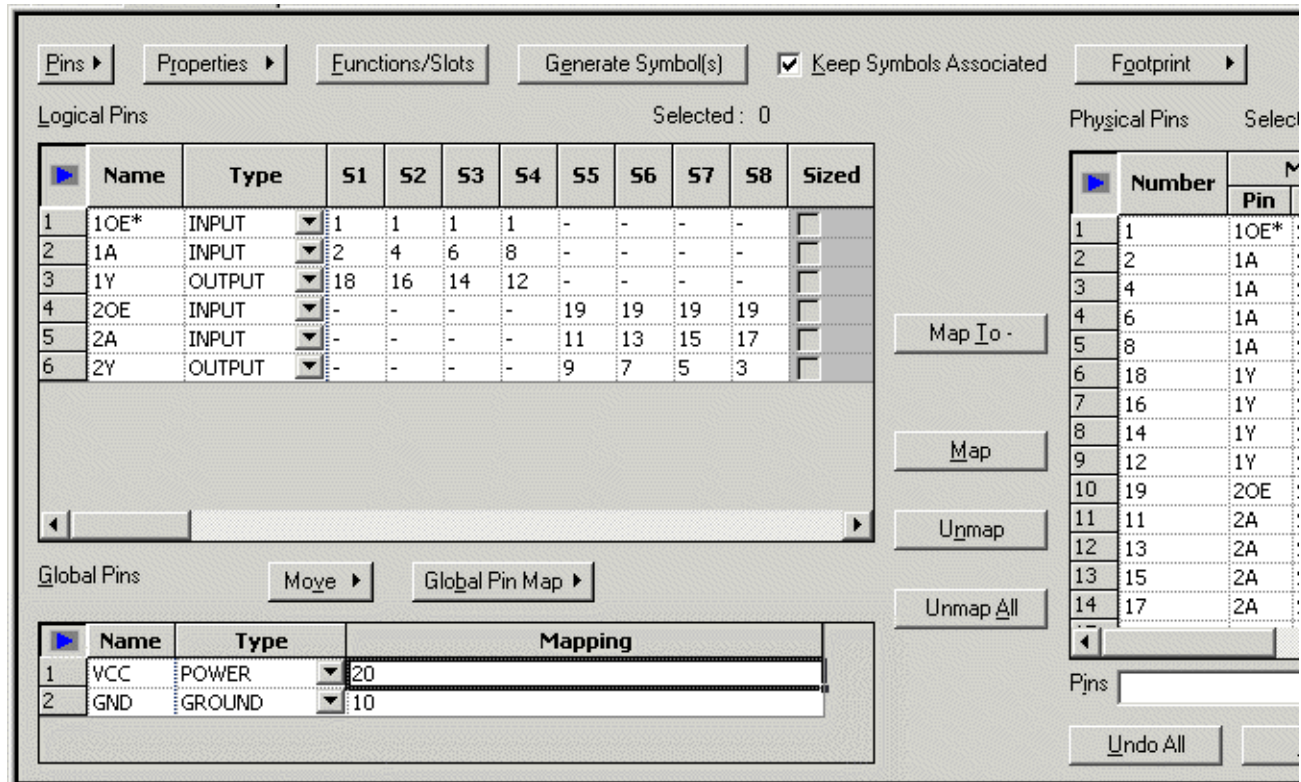 Pins Properties Functions/Slots Generate Symbol(s) Keep Symbols Associated Footprint
Logical Pins Selected : 0
Name Type S1 S2 S3 S4 S5 S6 S7 S8 Sized
1 1OE* INPUT 1 1 1 1 - - - -
2 1A INPUT 2 4 6 8 - - - -
3 1Y OUTPUT 18 16 14 12 - - - -
4 2OE INPUT - - - - 19 19 19 19
5 2A INPUT - - - - 11 13 15 17
6 2Y OUTPUT - - - - 9 7 5 3
Global Pins Move Global Pin Map
Name Type Mapping
1 VCC POWER 20
2 GND GROUND 10
Map To -
Map
Unmap
Unmap All
Physical Pins
Number
Pin
1 1 1OE*
2 2 1A
3 4 1A
4 6 1A
5 8 1A
6 18 1Y
7 16 1Y
8 14 1Y
9 12 1Y
10 19 2OE
11 11 2A
12 13 2A
13 15 2A
14 17 2A
Pins
Undo All